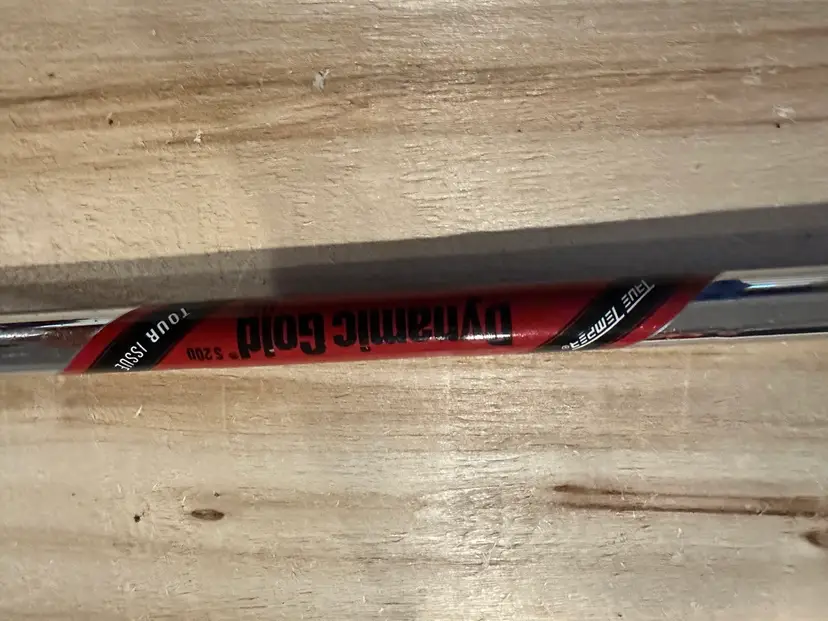 TRUE TEMPER®
Dynamic Gold® S200
TOUR ISSUE